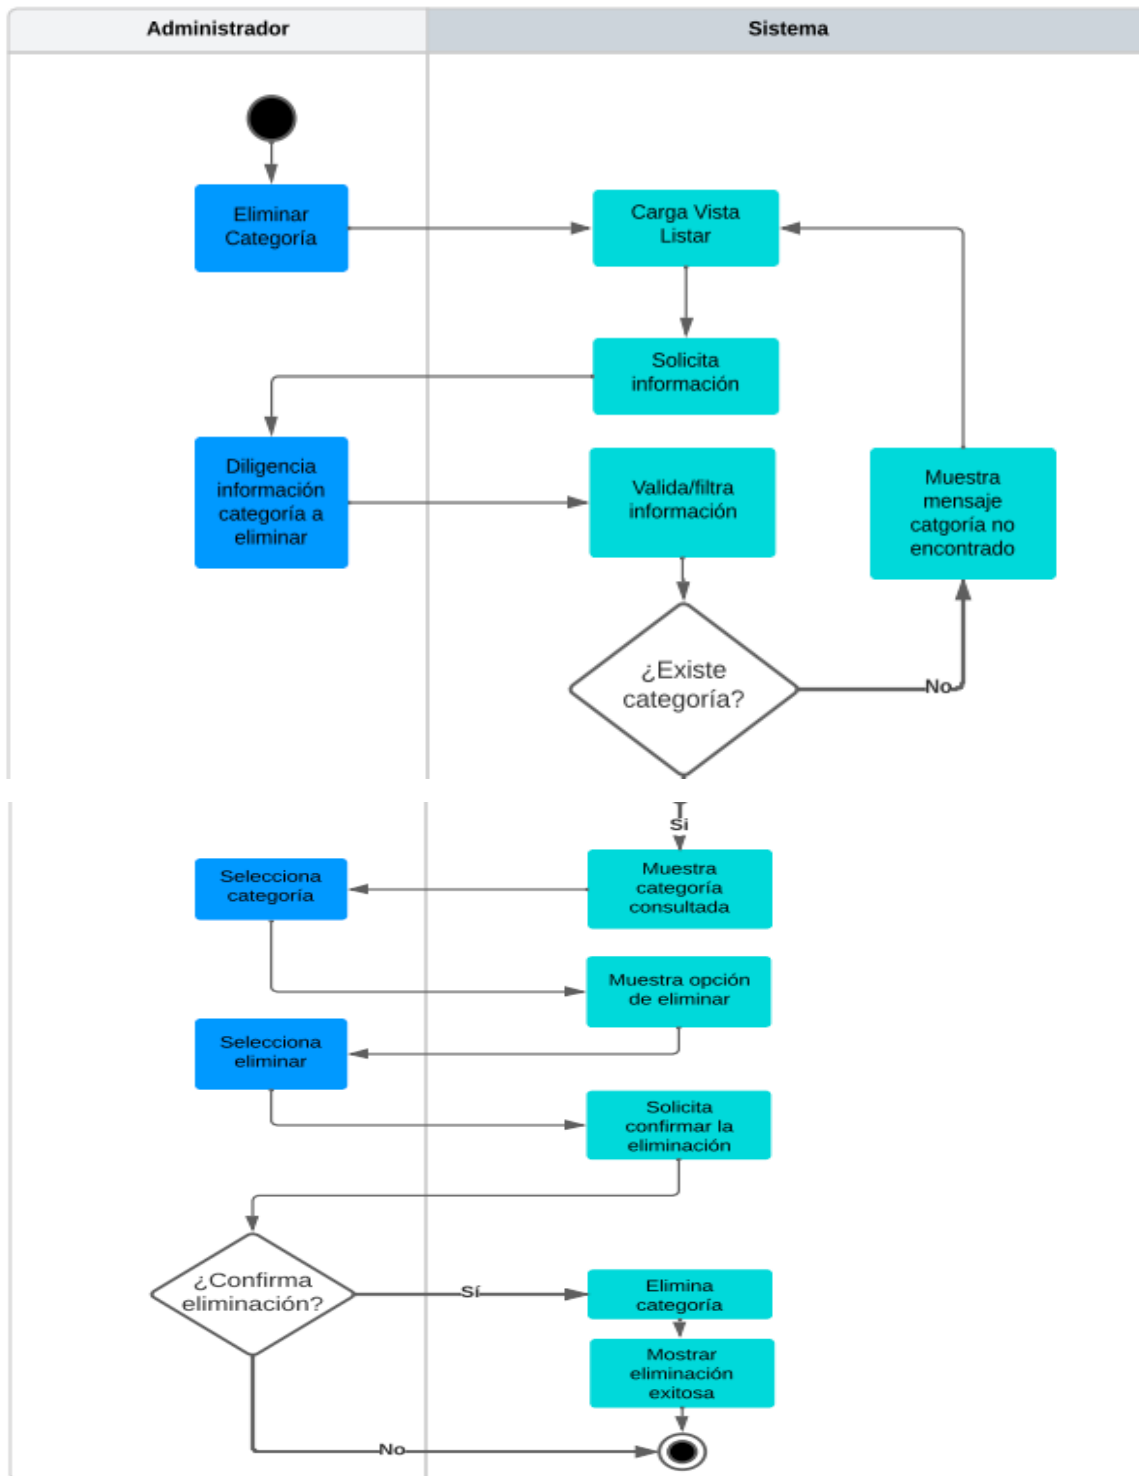 Administrador
Sistema
Eliminar
Categoría
Carga Vista
Listar
Solicita
información
Diligencia
información
categoría a
eliminar
Valida/filtra
información
Muestra
mensaje
catgoría no
encontrado
¿Existe
categoría?
No
Si
Selecciona
categoría
Muestra
categoría
consultada
Muestra opción
de eliminar
Selecciona
eliminar
Solicita
confirmar la
eliminación
¿Confirma
eliminación?
Sí
Elimina
categoría
Mostrar
eliminación
exitosa
No